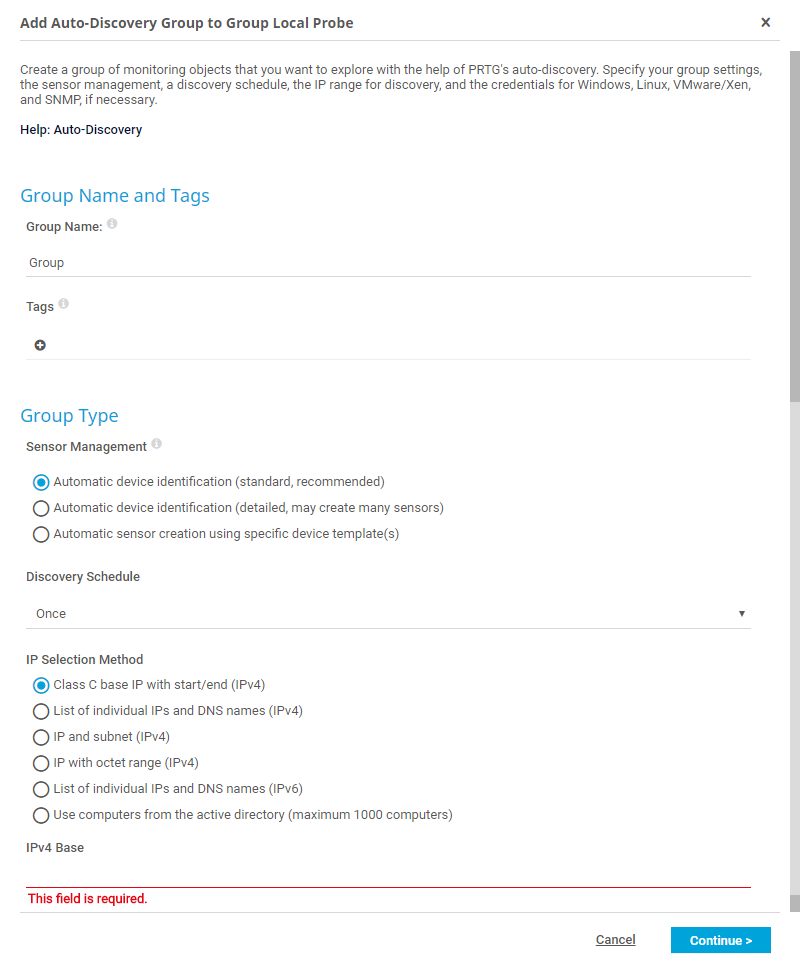 Add Auto-Discovery Group to Group Local Probe
Create a group of monitoring objects that you want to explore with the help of PRTG's auto-discovery. Specify your group settings,
the sensor management, a discovery schedule, the IP range for discovery, and the credentials for Windows, Linux, VMware/Xen,
and SNMP, if necessary.
Help: Auto-Discovery
Group Name and Tags
Group Name:
Group
Tags
Group Type
Sensor Management
Automatic device identification (standard, recommended)
Automatic device identification (detailed, may create many sensors)
Automatic sensor creation using specific device template(s)
Discovery Schedule
Once
IP Selection Method
Class C base IP with start/end (IPv4)
List of individual IPs and DNS names (IPv4)
IP and subnet (IPv4)
IP with octet range (IPv4)
List of individual IPs and DNS names (IPv6)
Use computers from the active directory (maximum 1000 computers)
IPv4 Base
This field is required.
Cancel
Continue >